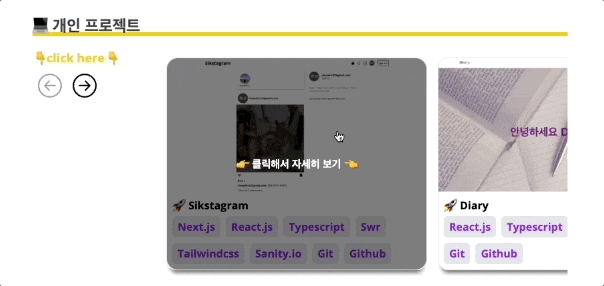 💻 개인 프로젝트
👇click here👇
Sikstagram
👉 클릭해서 자세히 보기 👈
🚀 Sikstagram
Next.js React.js Typescript Swr
Tailwindcss Sanity.io Git Github
Diary
안녕하세요 D
🚀 Diary
React.js Typescript
Git Github